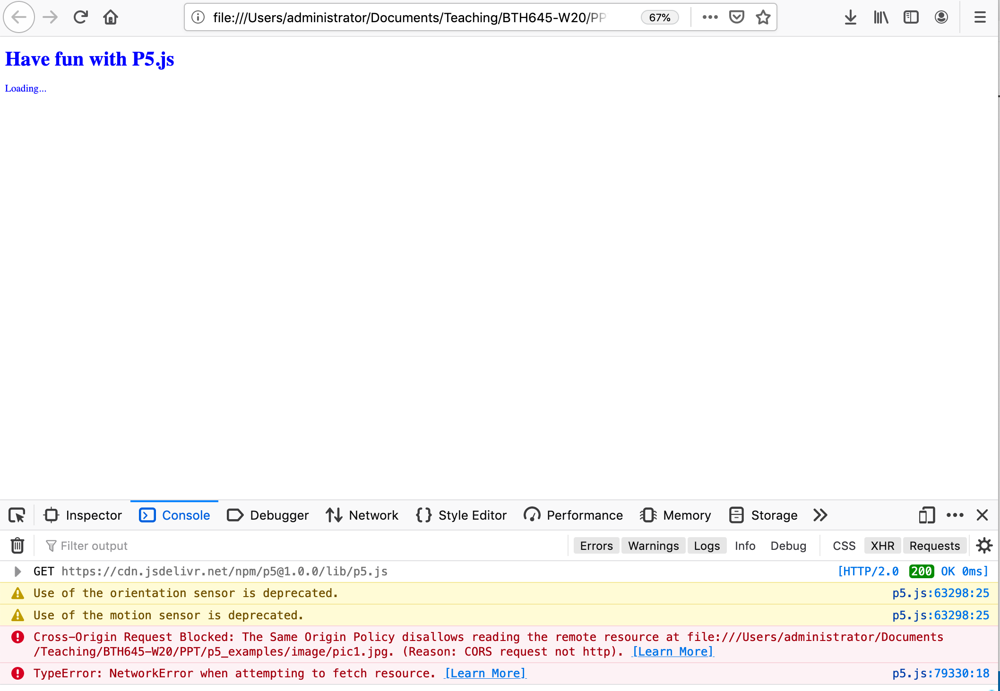 file:///Users/administrator/Documents/Teaching/BTH645-W20/PP 67%
Have fun with P5.js
Loading...
Inspector Console Debugger Network Style Editor Performance Memory Storage
Filter output Errors Warnings Logs Info Debug CSS XHR Requests
GET https://cdn.jsdelivr.net/npm/p5@1.0.0/lib/p5.js [HTTP/2.0 200 OK 0ms]
Use of the orientation sensor is deprecated. p5.js:63298:25
Use of the motion sensor is deprecated. p5.js:63298:25
Cross-Origin Request Blocked: The Same Origin Policy disallows reading the remote resource at file:///Users/administrator/Documents
/Teaching/BTH645-W20/PPT/p5_examples/image/pic1.jpg. (Reason: CORS request not http). [Learn More]
TypeError: NetworkError when attempting to fetch resource. [Learn More] p5.js:79330:18